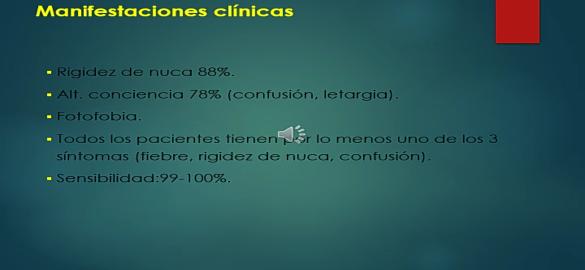 Manifestaciones clínicas
Rigidez de nuca 88%.
Alt. conciencia 78% (confusión, letargia).
Fotofobia.
Todos los pacientes tienen por lo menos uno de los 3
síntomas (fiebre, rigidez de nuca, confusión).
Sensibilidad:99-100%.